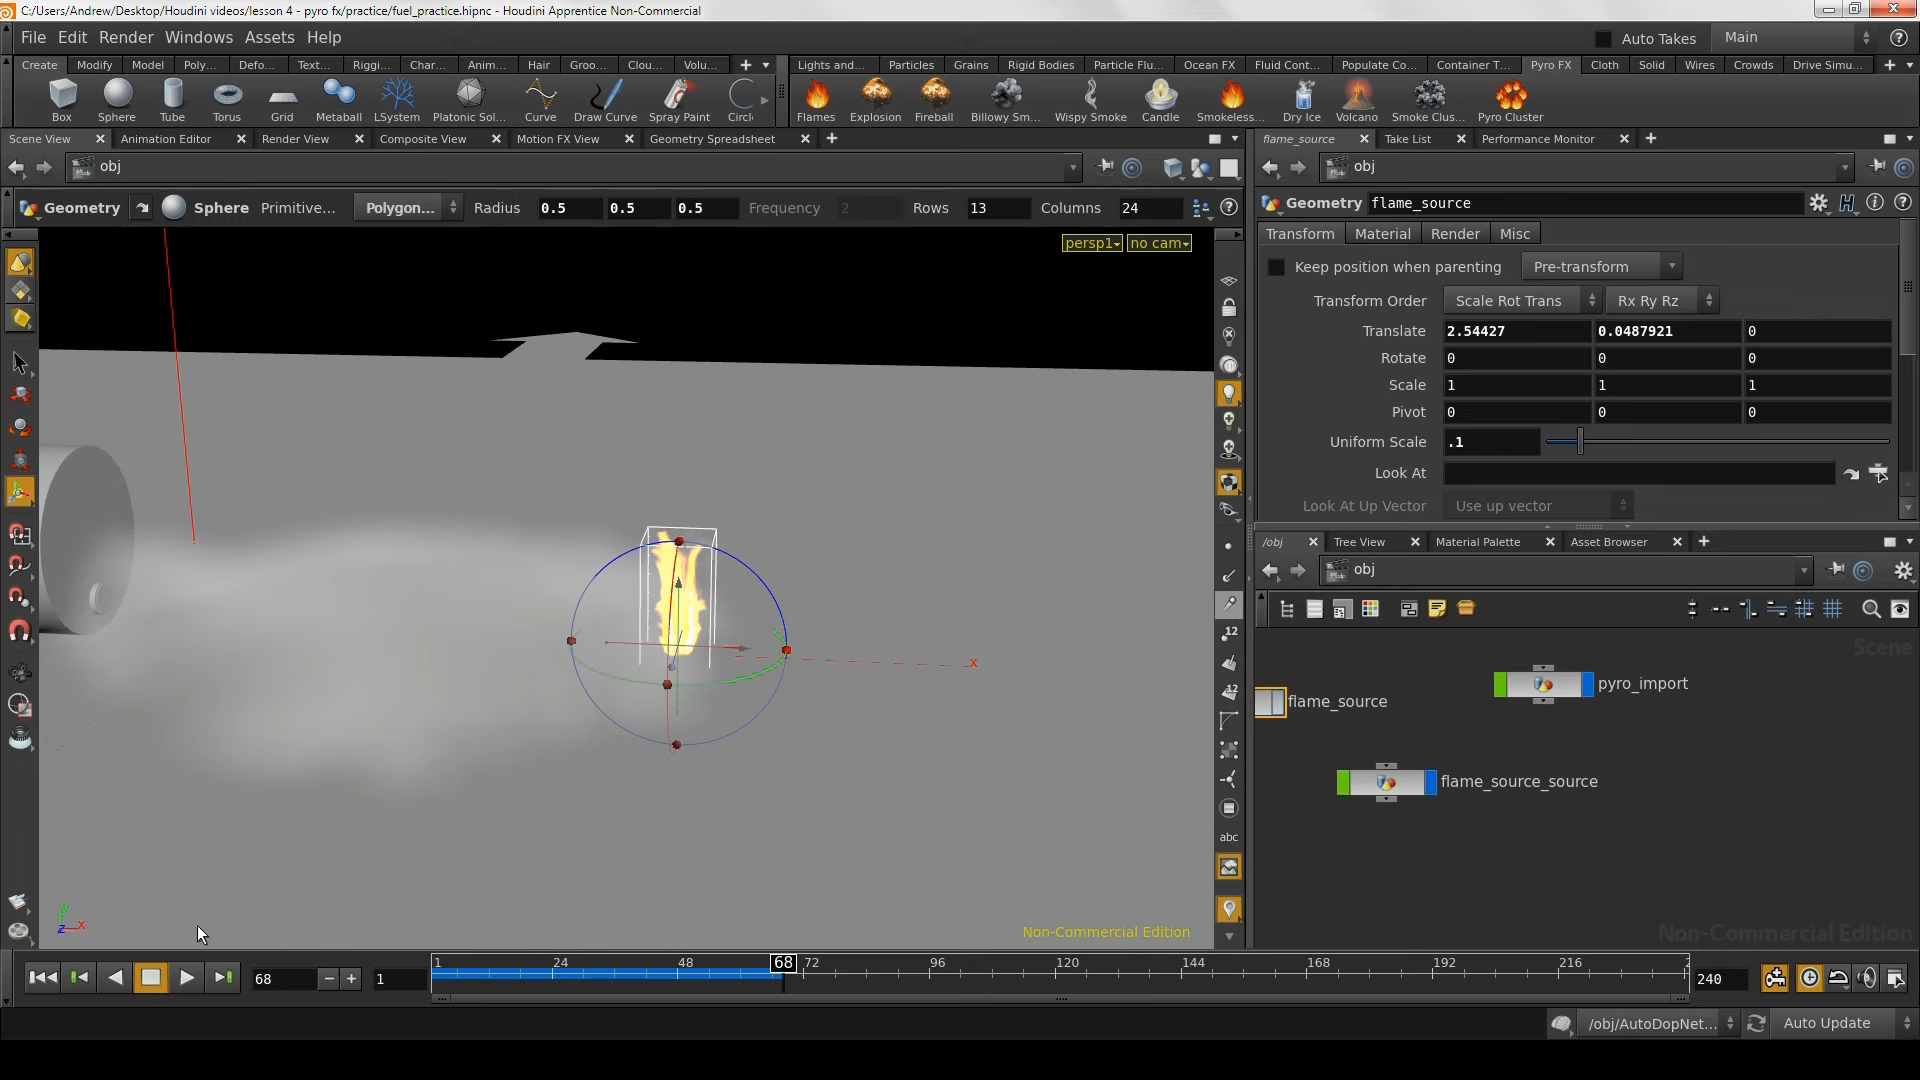 C:/Users/Andrew/Desktop/Houdini videos/lesson 4 - pyro fx/practice/fuel_practice.hipnc - Houdini Apprentice Non-Commercial
File Edit Render Windows Assets Help
Auto Takes Main
Create Modify Model Poly... Defo... Text... Riggi... Char... Anim... Hair Groo... Clou... Volu...
Lights and... Particles Grains Rigid Bodies Particle Flu... Ocean FX Fluid Cont... Populate Co... Container T... Pyro FX Cloth Solid Wires Crowds Drive Simu...
Box Sphere Tube Torus Grid Metaball LSystem Platonic Sol... Curve Draw Curve Spray Paint Circl
Flames Explosion Fireball Billowy Sm... Wispy Smoke Candle Smokeless... Dry Ice Volcano Smoke Clus... Pyro Cluster
Scene View Animation Editor Render View Composite View Motion FX View Geometry Spreadsheet
flame_source Take List Performance Monitor
obj
obj
Geometry Sphere Primitive... Polygon... Radius 0.5 0.5 0.5 Frequency 2 Rows 13 Columns 24
Geometry flame_source
persp1 no cam
Transform Material Render Misc
Keep position when parenting Pre-transform
Transform Order Scale Rot Trans Rx Ry Rz
Translate 2.54427 0.0487921 0
Rotate 0 0 0
Scale 1 1 1
Pivot 0 0 0
Uniform Scale .1
Look At
Look At Up Vector Use up vector
/obj Tree View Material Palette Asset Browser
obj
12
12
abc
Scene
x
flame_source
pyro_import
flame_source_source
y
z x
Non-Commercial Edition
Non-Commercial Edition
68 1
1 24 48 68 72 96 120 144 168 192 216 2
240
/obj/AutoDopNet... Auto Update